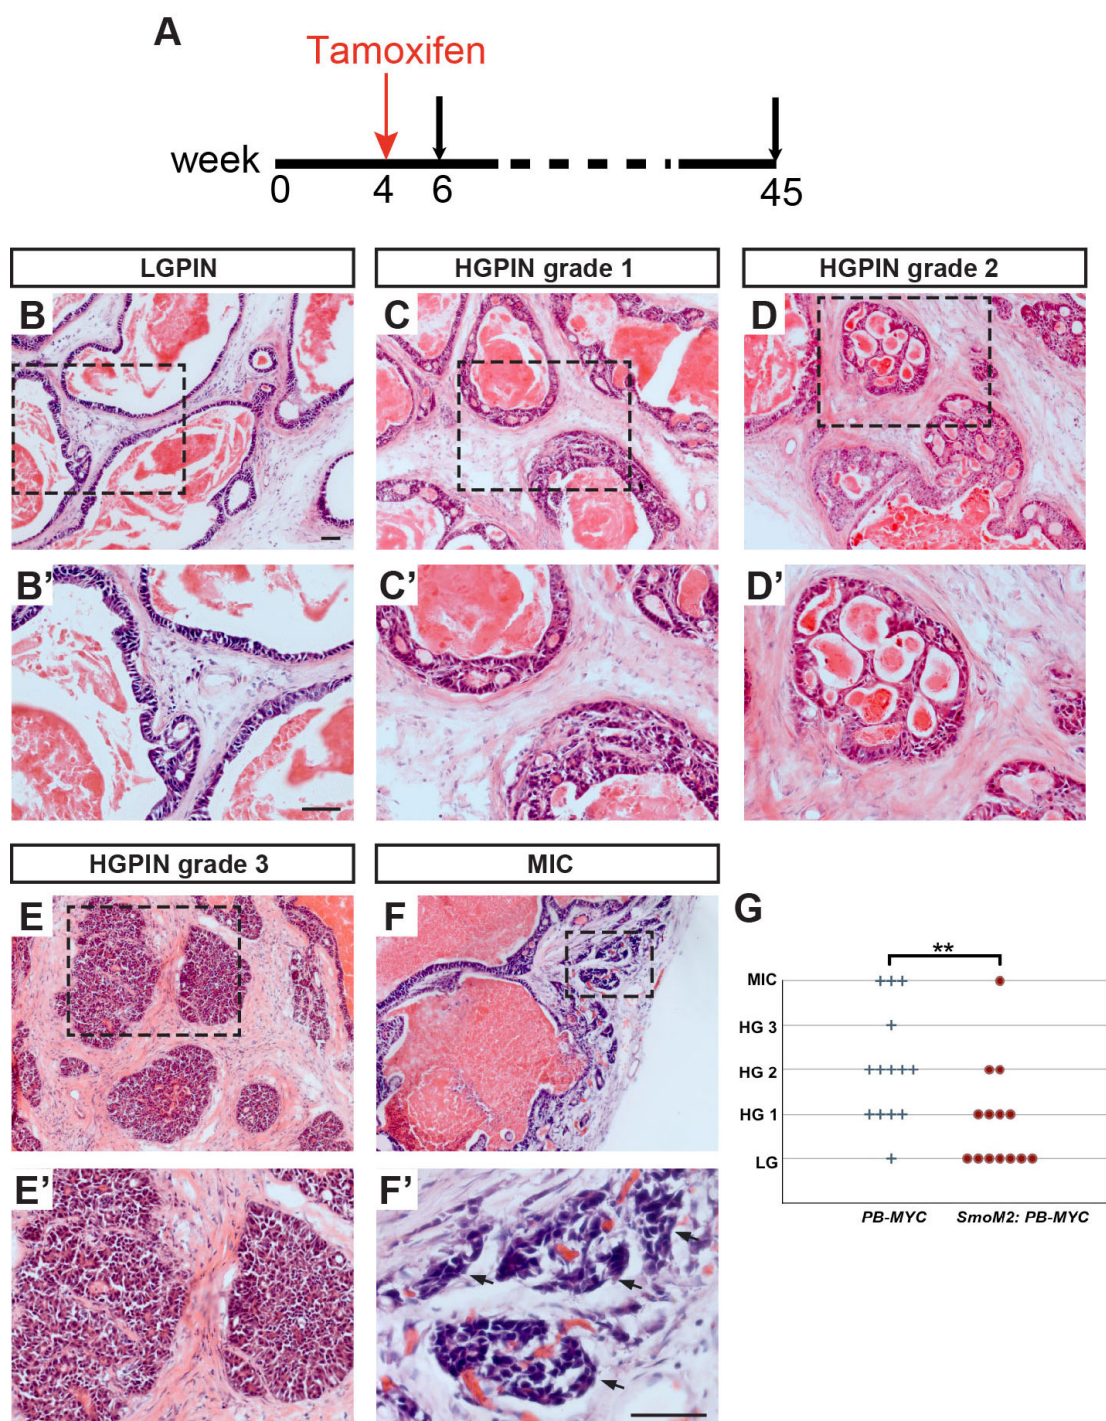 A
Tamoxifen
week
0 4 6 45
LGPIN HGPIN grade 1 HGPIN grade 2
B C D
B' C' D'
HGPIN grade 3 MIC
E F G
**
MIC
HG 3
HG 2
HG 1
LG
PB-MYC SmoM2: PB-MYC
E' F'